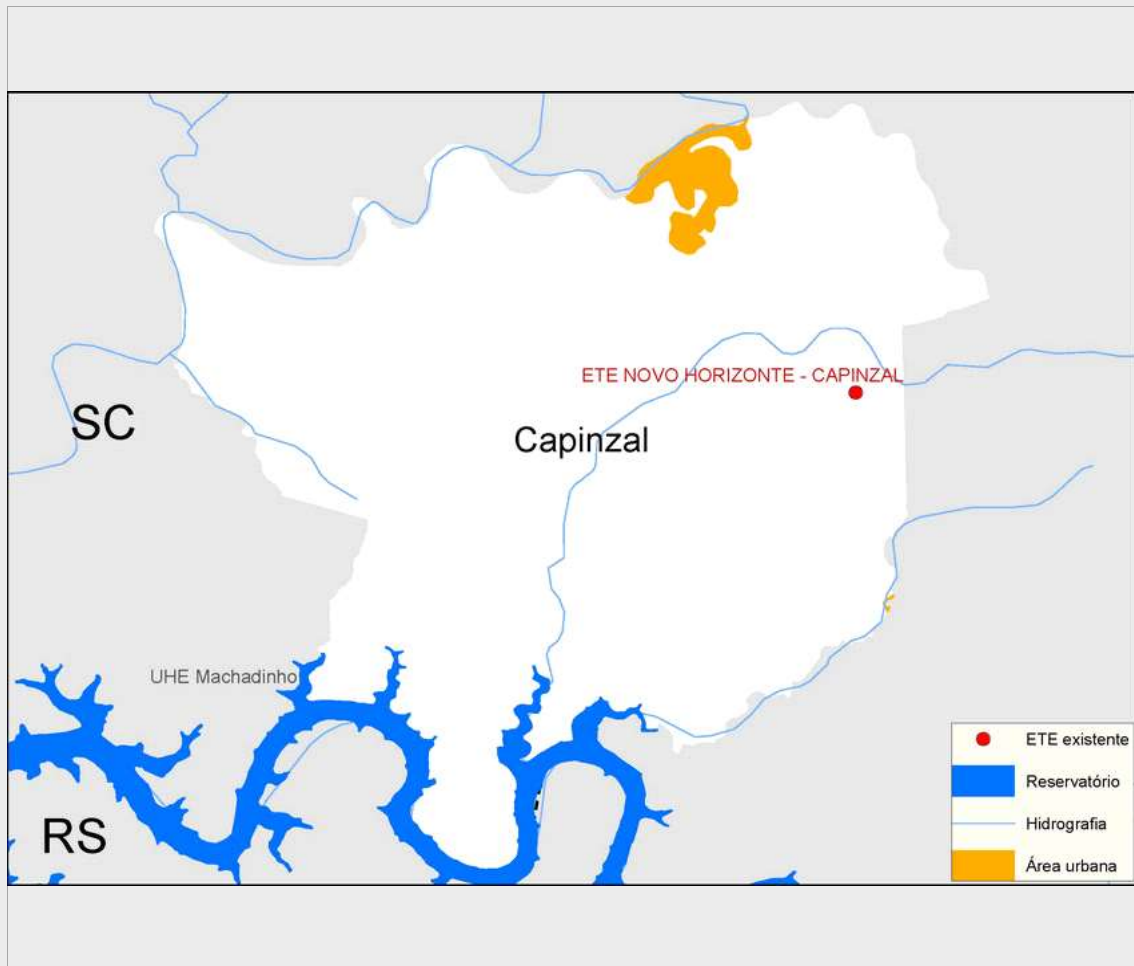 ETE NOVO HORIZONTE - CAPINZAL
SC
Capinzal
UHE Machadinho
RS
ETE existente
Reservatório
Hidrografia
Área urbana